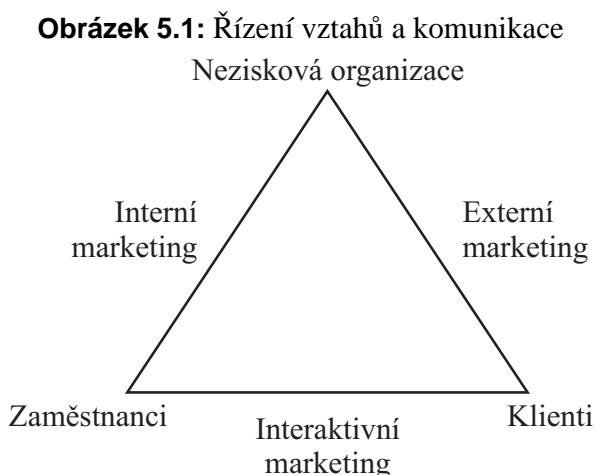 Obrázek 5.1: Řízení vztahů a komunikace
Nezisková organizace
Interní
marketing
Externí
marketing
Zaměstnanci
Interaktivní
marketing
Klienti